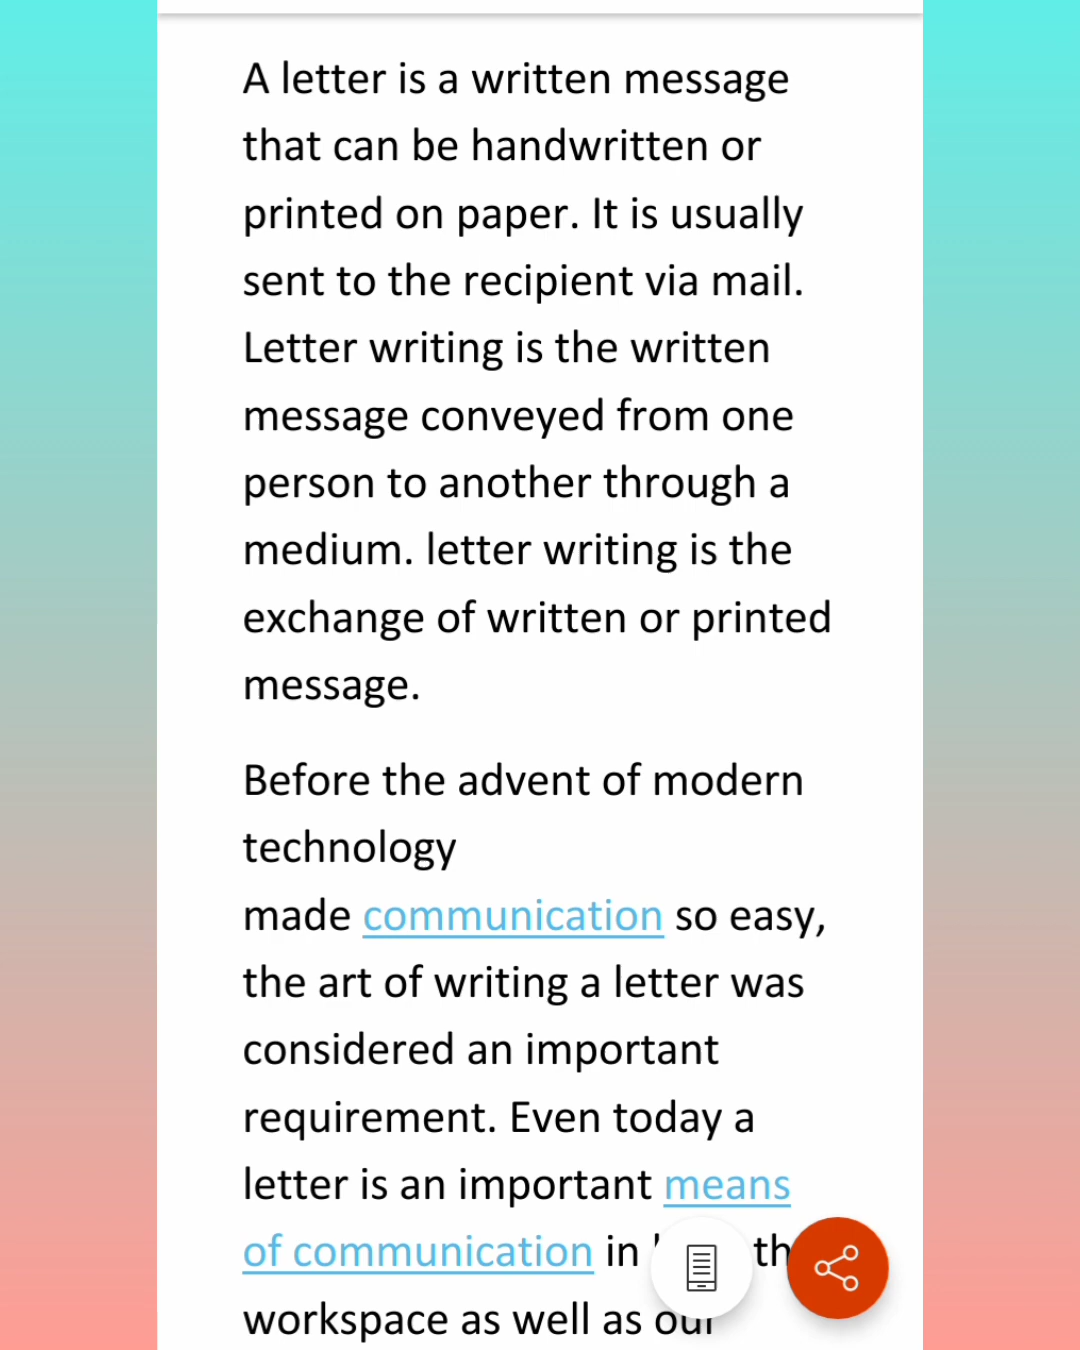 A letter is a written message
that can be handwritten or
printed on paper. It is usually
sent to the recipient via mail.
Letter writing is the written
message conveyed from one
person to another through a
medium. letter writing is the
exchange of written or printed
message.
Before the advent of modern
technology
made communication so easy,
the art of writing a letter was
considered an important
requirement. Even today a
letter is an important means
of communication in
workspace as well as our